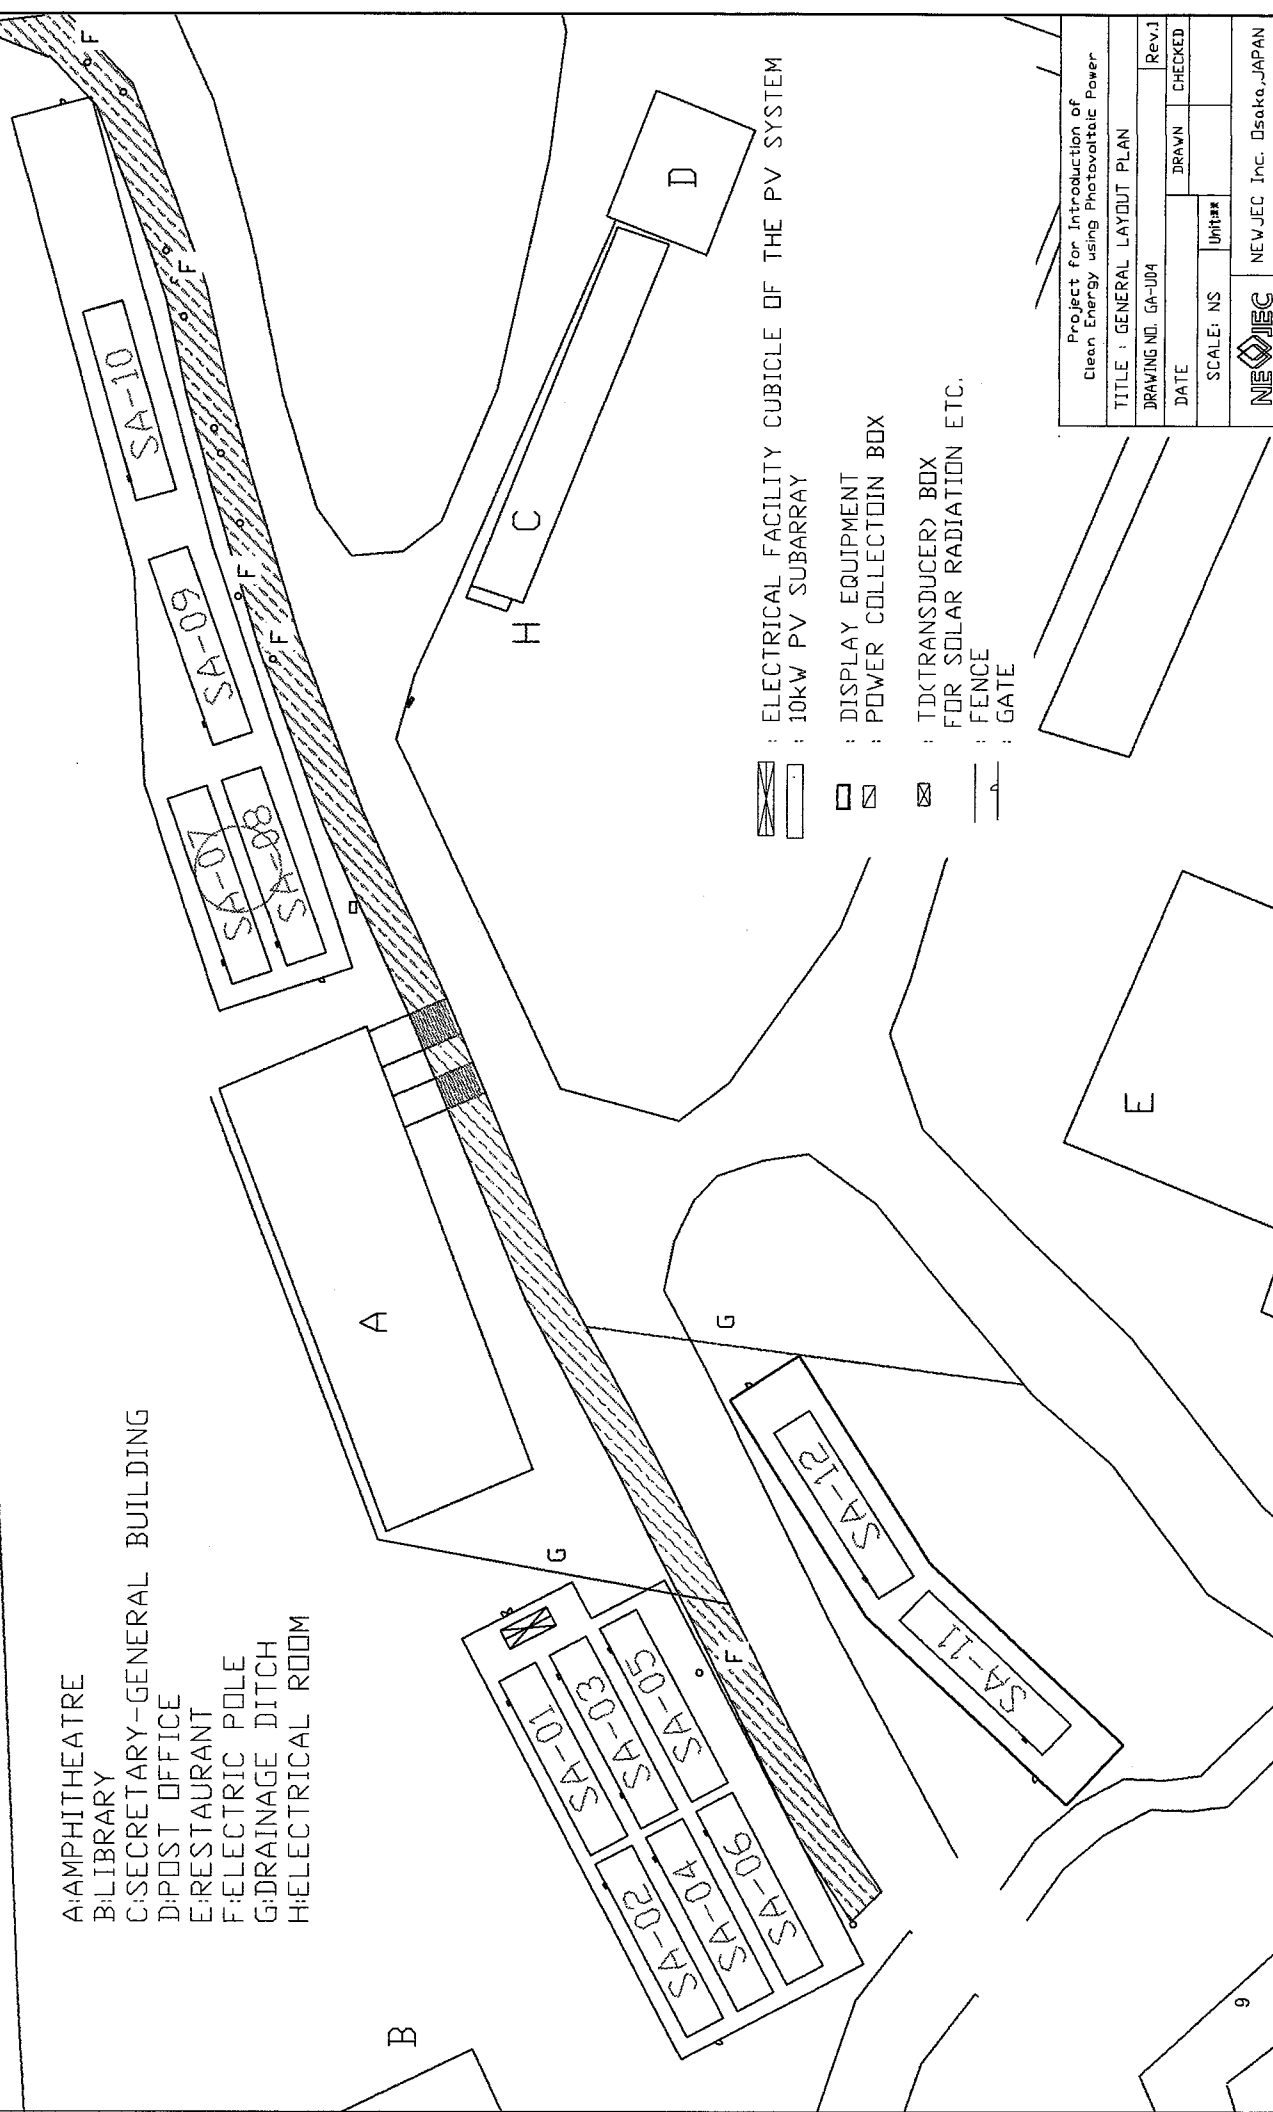 A:AMPHITHEATRE
B:LIBRARY
C:SECRETARY-GENERAL BUILDING
D:POST OFFICE
E:RESTAURANT
F:ELECTRIC POLE
G:DRAINAGE DITCH
H:ELECTRICAL ROOM
B
SA-02
SA-04
SA-06
SA-01
SA-03
SA-05
G
F
SA-11
SA-12
G
A
E
SA-07
SA-08
SA-09
SA-10
F
F
F
F
H
C
D
: ELECTRICAL FACILITY CUBICLE OF THE PV SYSTEM
: 10kW PV SUBARRAY
: DISPLAY EQUIPMENT
: POWER COLLECTOIN BOX
: TD(TRANSDUCER) BOX
FOR SOLAR RADIATION ETC.
: FENCE
: GATE
Project for Introduction of
Clean Energy using Photovoltaic Power
TITLE : GENERAL LAYOUT PLAN
DRAWING NO. GA-U04 Rev.1
DATE DRAWN CHECKED
SCALE: NS Unit:**
NEWJEC NEWJEC Inc. Osaka,JAPAN
9